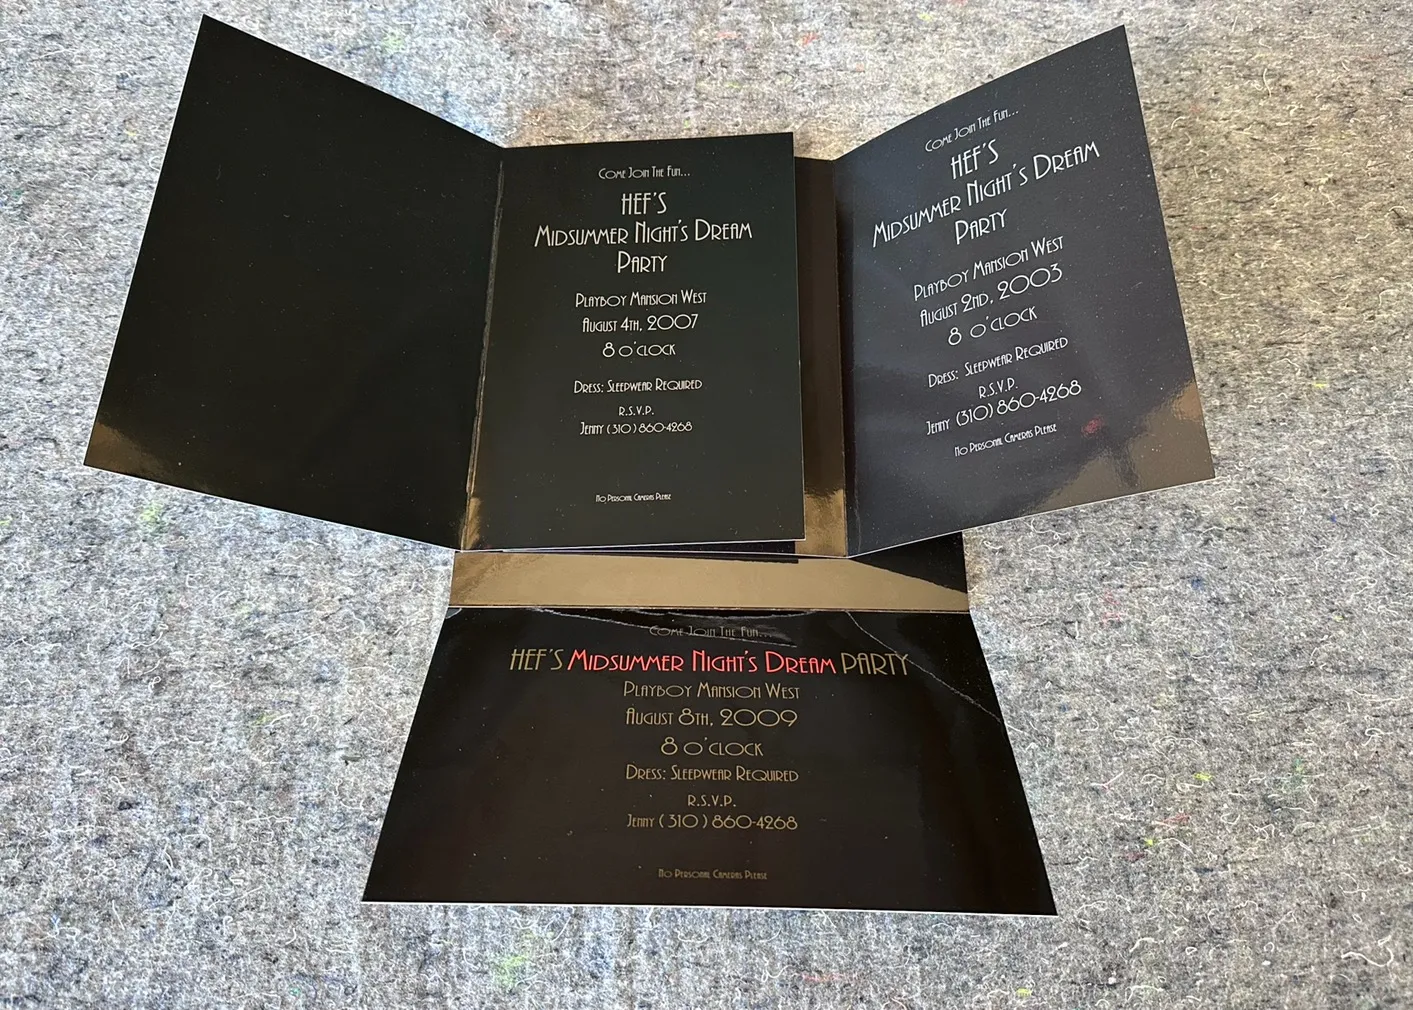 Come Join The Fun...
HEF'S
Midsummer Night's Dream
Party
Playboy Mansion West
August 4th, 2007
8 o'clock
Dress: Sleepwear Required
R.S.V.P.
Jenny (310) 860-4268
No Personal Cameras Please
Come Join The Fun...
HEF'S
Midsummer Night's Dream
Party
Playboy Mansion West
August 2nd, 2003
8 o'clock
Dress: Sleepwear Required
R.S.V.P.
Jenny (310) 860-4268
No Personal Cameras Please
Come Join The Fun...
HEF'S Midsummer Night's Dream PARTY
Playboy Mansion West
August 8th, 2009
8 o'clock
Dress: Sleepwear Required
R.S.V.P.
Jenny (310) 860-4268
No Personal Cameras Please